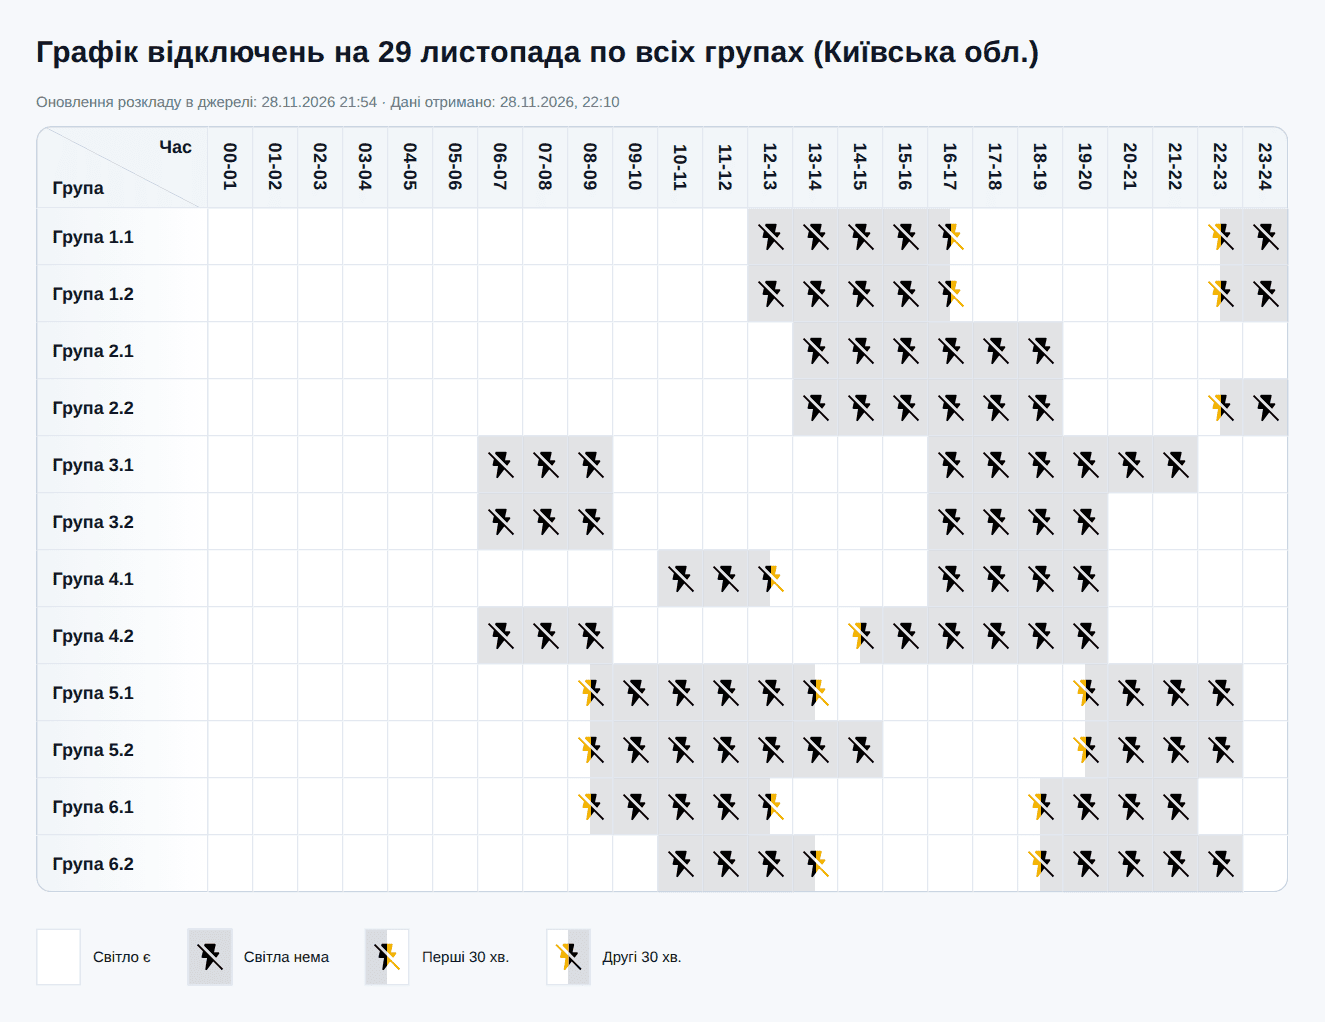 Графік відключень на 29 листопада по всіх групах (Київська обл.)
Оновлення розкладу в джерелі: 28.11.2026 21:54 · Дані отримано: 28.11.2026, 22:10
Час
Група
00-01 01-02 02-03 03-04 04-05 05-06 06-07 07-08 08-09 09-10 10-11 11-12 12-13 13-14 14-15 15-16 16-17 17-18 18-19 19-20 20-21 21-22 22-23 23-24
Група 1.1
Група 1.2
Група 2.1
Група 2.2
Група 3.1
Група 3.2
Група 4.1
Група 4.2
Група 5.1
Група 5.2
Група 6.1
Група 6.2
Світло є Світла нема Перші 30 хв. Другі 30 хв.